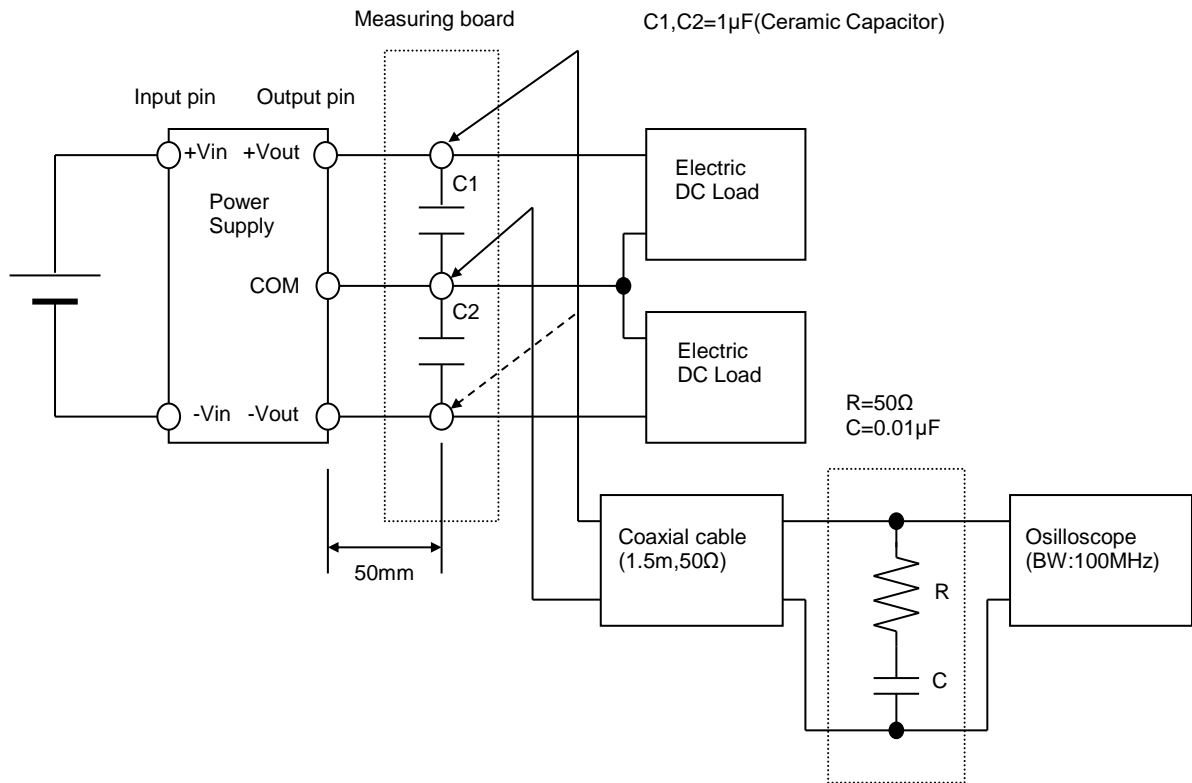 Measuring board
C1,C2=1µF(Ceramic Capacitor)
Input pin
Output pin
+Vin
+Vout
Power
Supply
COM
-Vin
-Vout
C1
C2
Electric
DC Load
Electric
DC Load
50mm
R=50Ω
C=0.01µF
Coaxial cable
(1.5m,50Ω)
R
C
Osilloscope
(BW:100MHz)